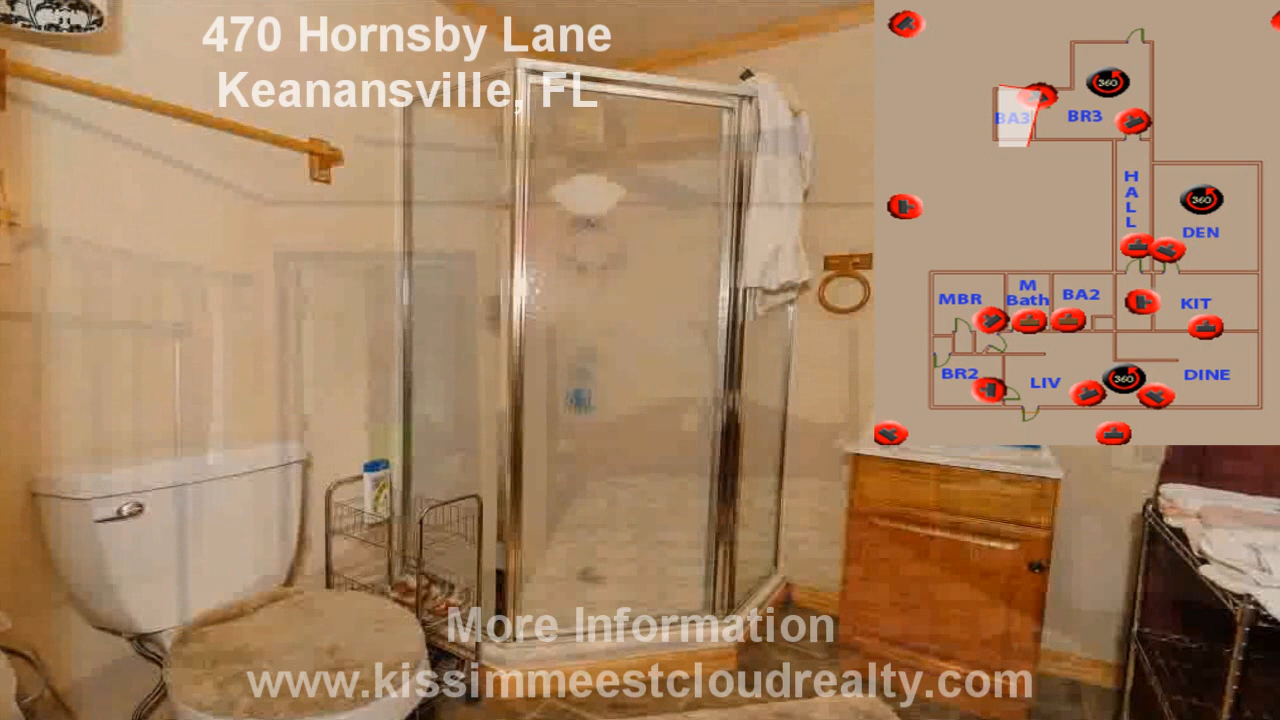 470 Hornsby Lane
Keanansville, FL
360
BA3
BR3
HALL
360
DEN
MBR
M
Bath
BA2
KIT
BR2
LIV
360
DINE
More Information
www.kissimmeestcloudrealty.com